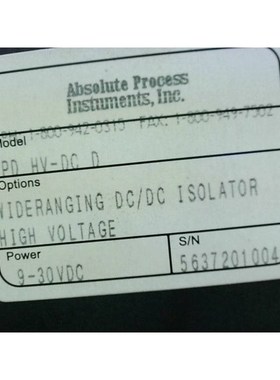 Absolute Process
Instruments, Inc.
1-800-942-0315 FAX: 1-800-949-7502
Model
PD HV-DC D
Options
WIDERANGING DC/DC ISOLATOR
HIGH VOLTAGE
Power
9-30VDC
S/N
5637201004